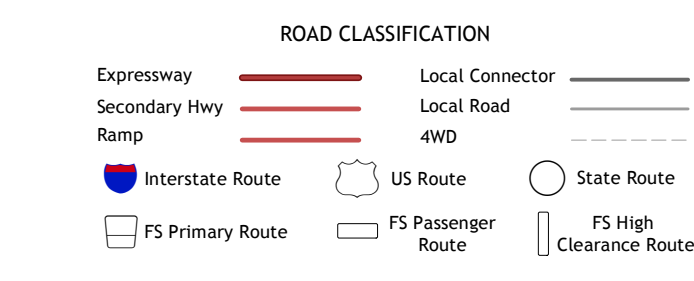 ROAD CLASSIFICATION
Expressway
Local Connector
Secondary Hwy
Local Road
Ramp
4WD
Interstate Route
US Route
State Route
FS Primary Route
FS Passenger
Route
FS High
Clearance Route